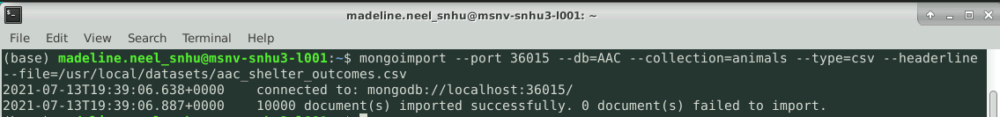 madeline.neel_snhu@msnv-snhu3-l001: ~
File Edit View Search Terminal Help
(base) madeline.neel_snhu@msnv-snhu3-l001:~$ mongoimport --port 36015 --db=AAC --collection=animals --type=csv --headerline
--file=/usr/local/datasets/aac_shelter_outcomes.csv
2021-07-13T19:39:06.638+0000 connected to: mongodb://localhost:36015/
2021-07-13T19:39:06.887+0000 10000 document(s) imported successfully. 0 document(s) failed to import.